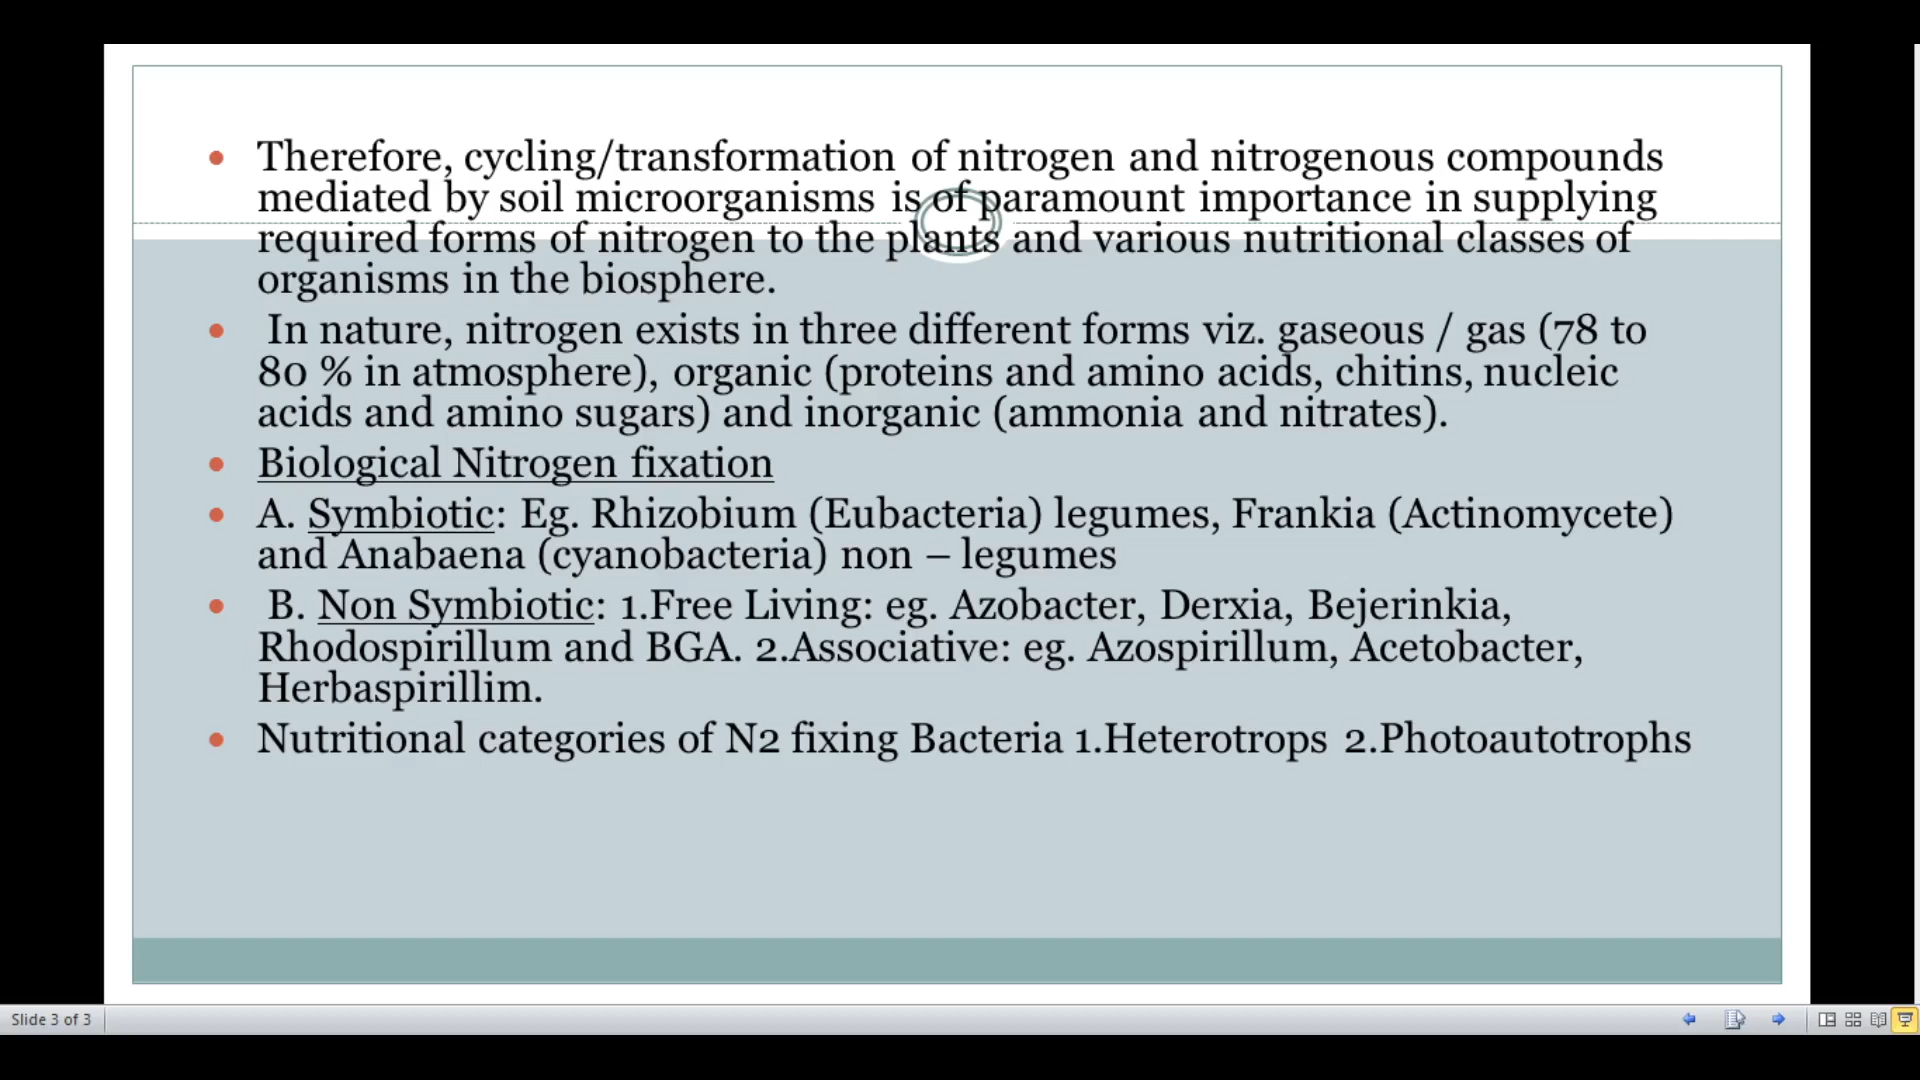 • Therefore, cycling/transformation of nitrogen and nitrogenous compounds
mediated by soil microorganisms is of paramount importance in supplying
required forms of nitrogen to the plants and various nutritional classes of
organisms in the biosphere.
• In nature, nitrogen exists in three different forms viz. gaseous / gas (78 to
80 % in atmosphere), organic (proteins and amino acids, chitins, nucleic
acids and amino sugars) and inorganic (ammonia and nitrates).
• Biological Nitrogen fixation
• A. Symbiotic: Eg. Rhizobium (Eubacteria) legumes, Frankia (Actinomycete)
and Anabaena (cyanobacteria) non – legumes
• B. Non Symbiotic: 1.Free Living: eg. Azobacter, Derxia, Bejerinkia,
Rhodospirillum and BGA. 2.Associative: eg. Azospirillum, Acetobacter,
Herbaspirillim.
• Nutritional categories of N2 fixing Bacteria 1.Heterotrops 2.Photoautotrophs
Slide 3 of 3